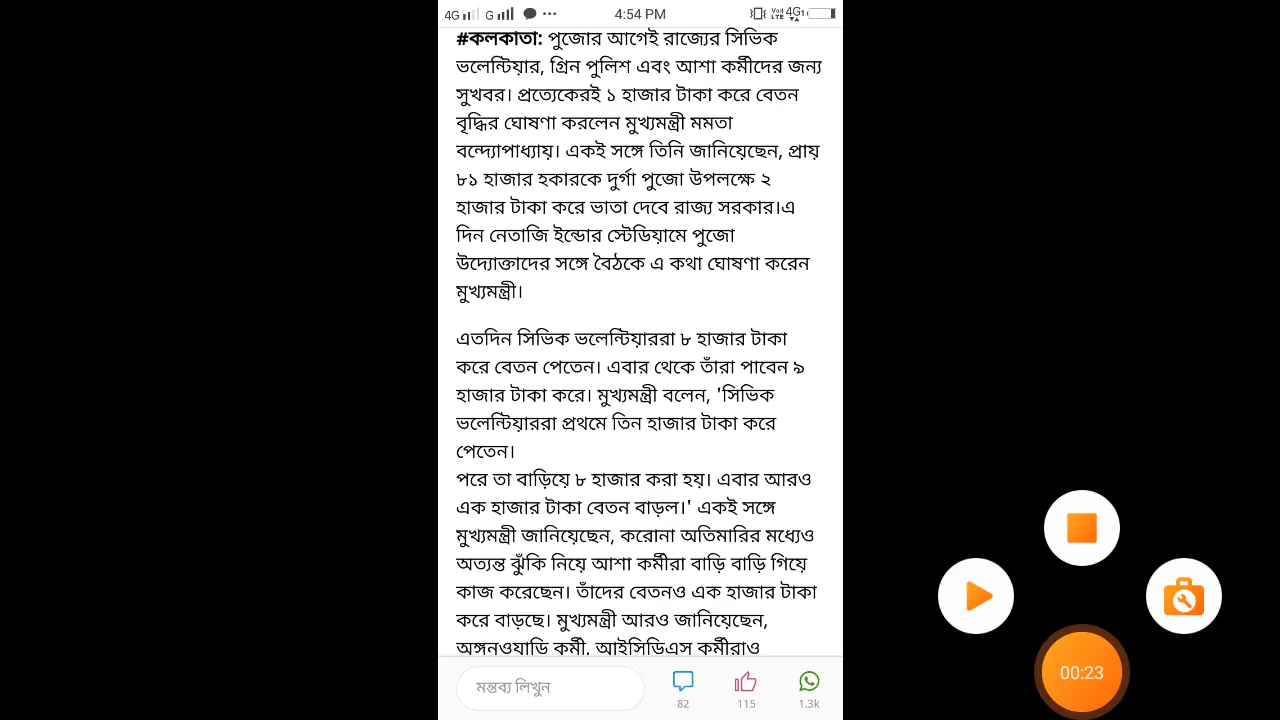 4G G ••• 4:54 PM VoD LTE 4G1
#কলকাতা: পুজোর আগেই রাজ্যের সিভিক
ভলেন্টিয়ার, গ্রিন পুলিশ এবং আশা কর্মীদের জন্য
সুখবর। প্রত্যেকেরই ১ হাজার টাকা করে বেতন
বৃদ্ধির ঘোষণা করলেন মুখ্যমন্ত্রী মমতা
বন্দ্যোপাধ্যায়। একই সঙ্গে তিনি জানিয়েছেন, প্রায়
৮১ হাজার হকারকে দুর্গা পুজো উপলক্ষে ২
হাজার টাকা করে ভাতা দেবে রাজ্য সরকার।এ
দিন নেতাজি ইন্ডোর স্টেডিয়ামে পুজো
উদ্যোক্তাদের সঙ্গে বৈঠকে এ কথা ঘোষণা করেন
মুখ্যমন্ত্রী।
এতদিন সিভিক ভলেন্টিয়াররা ৮ হাজার টাকা
করে বেতন পেতেন। এবার থেকে তাঁরা পাবেন ৯
হাজার টাকা করে। মুখ্যমন্ত্রী বলেন, 'সিভিক
ভলেন্টিয়াররা প্রথমে তিন হাজার টাকা করে
পেতেন।
পরে তা বাড়িয়ে ৮ হাজার করা হয়। এবার আরও
এক হাজার টাকা বেতন বাড়ল।' একই সঙ্গে
মুখ্যমন্ত্রী জানিয়েছেন, করোনা অতিমারির মধ্যেও
অত্যন্ত ঝুঁকি নিয়ে আশা কর্মীরা বাড়ি বাড়ি গিয়ে
কাজ করেছেন। তাঁদের বেতনও এক হাজার টাকা
করে বাড়ছে। মুখ্যমন্ত্রী আরও জানিয়েছেন,
অঙ্গনওয়াডি কর্মী, আইসিডিএস কর্মীরাও
মন্তব্য লিখুন
82 115 1.3k
00:23